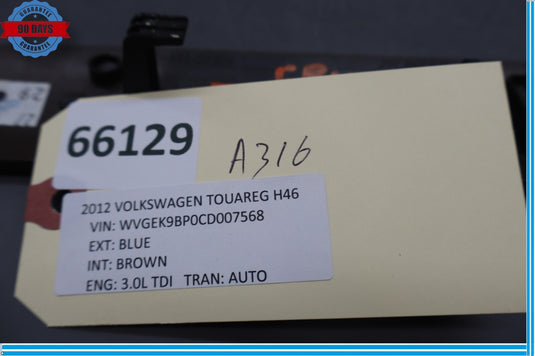 GUARANTEE
90 DAYS
GUARANTEE
66129
A316
2012 VOLKSWAGEN TOUAREG H46
VIN: WVGEK9BP0CD007568
EXT: BLUE
INT: BROWN
ENG: 3.0L TDI TRAN: AUTO